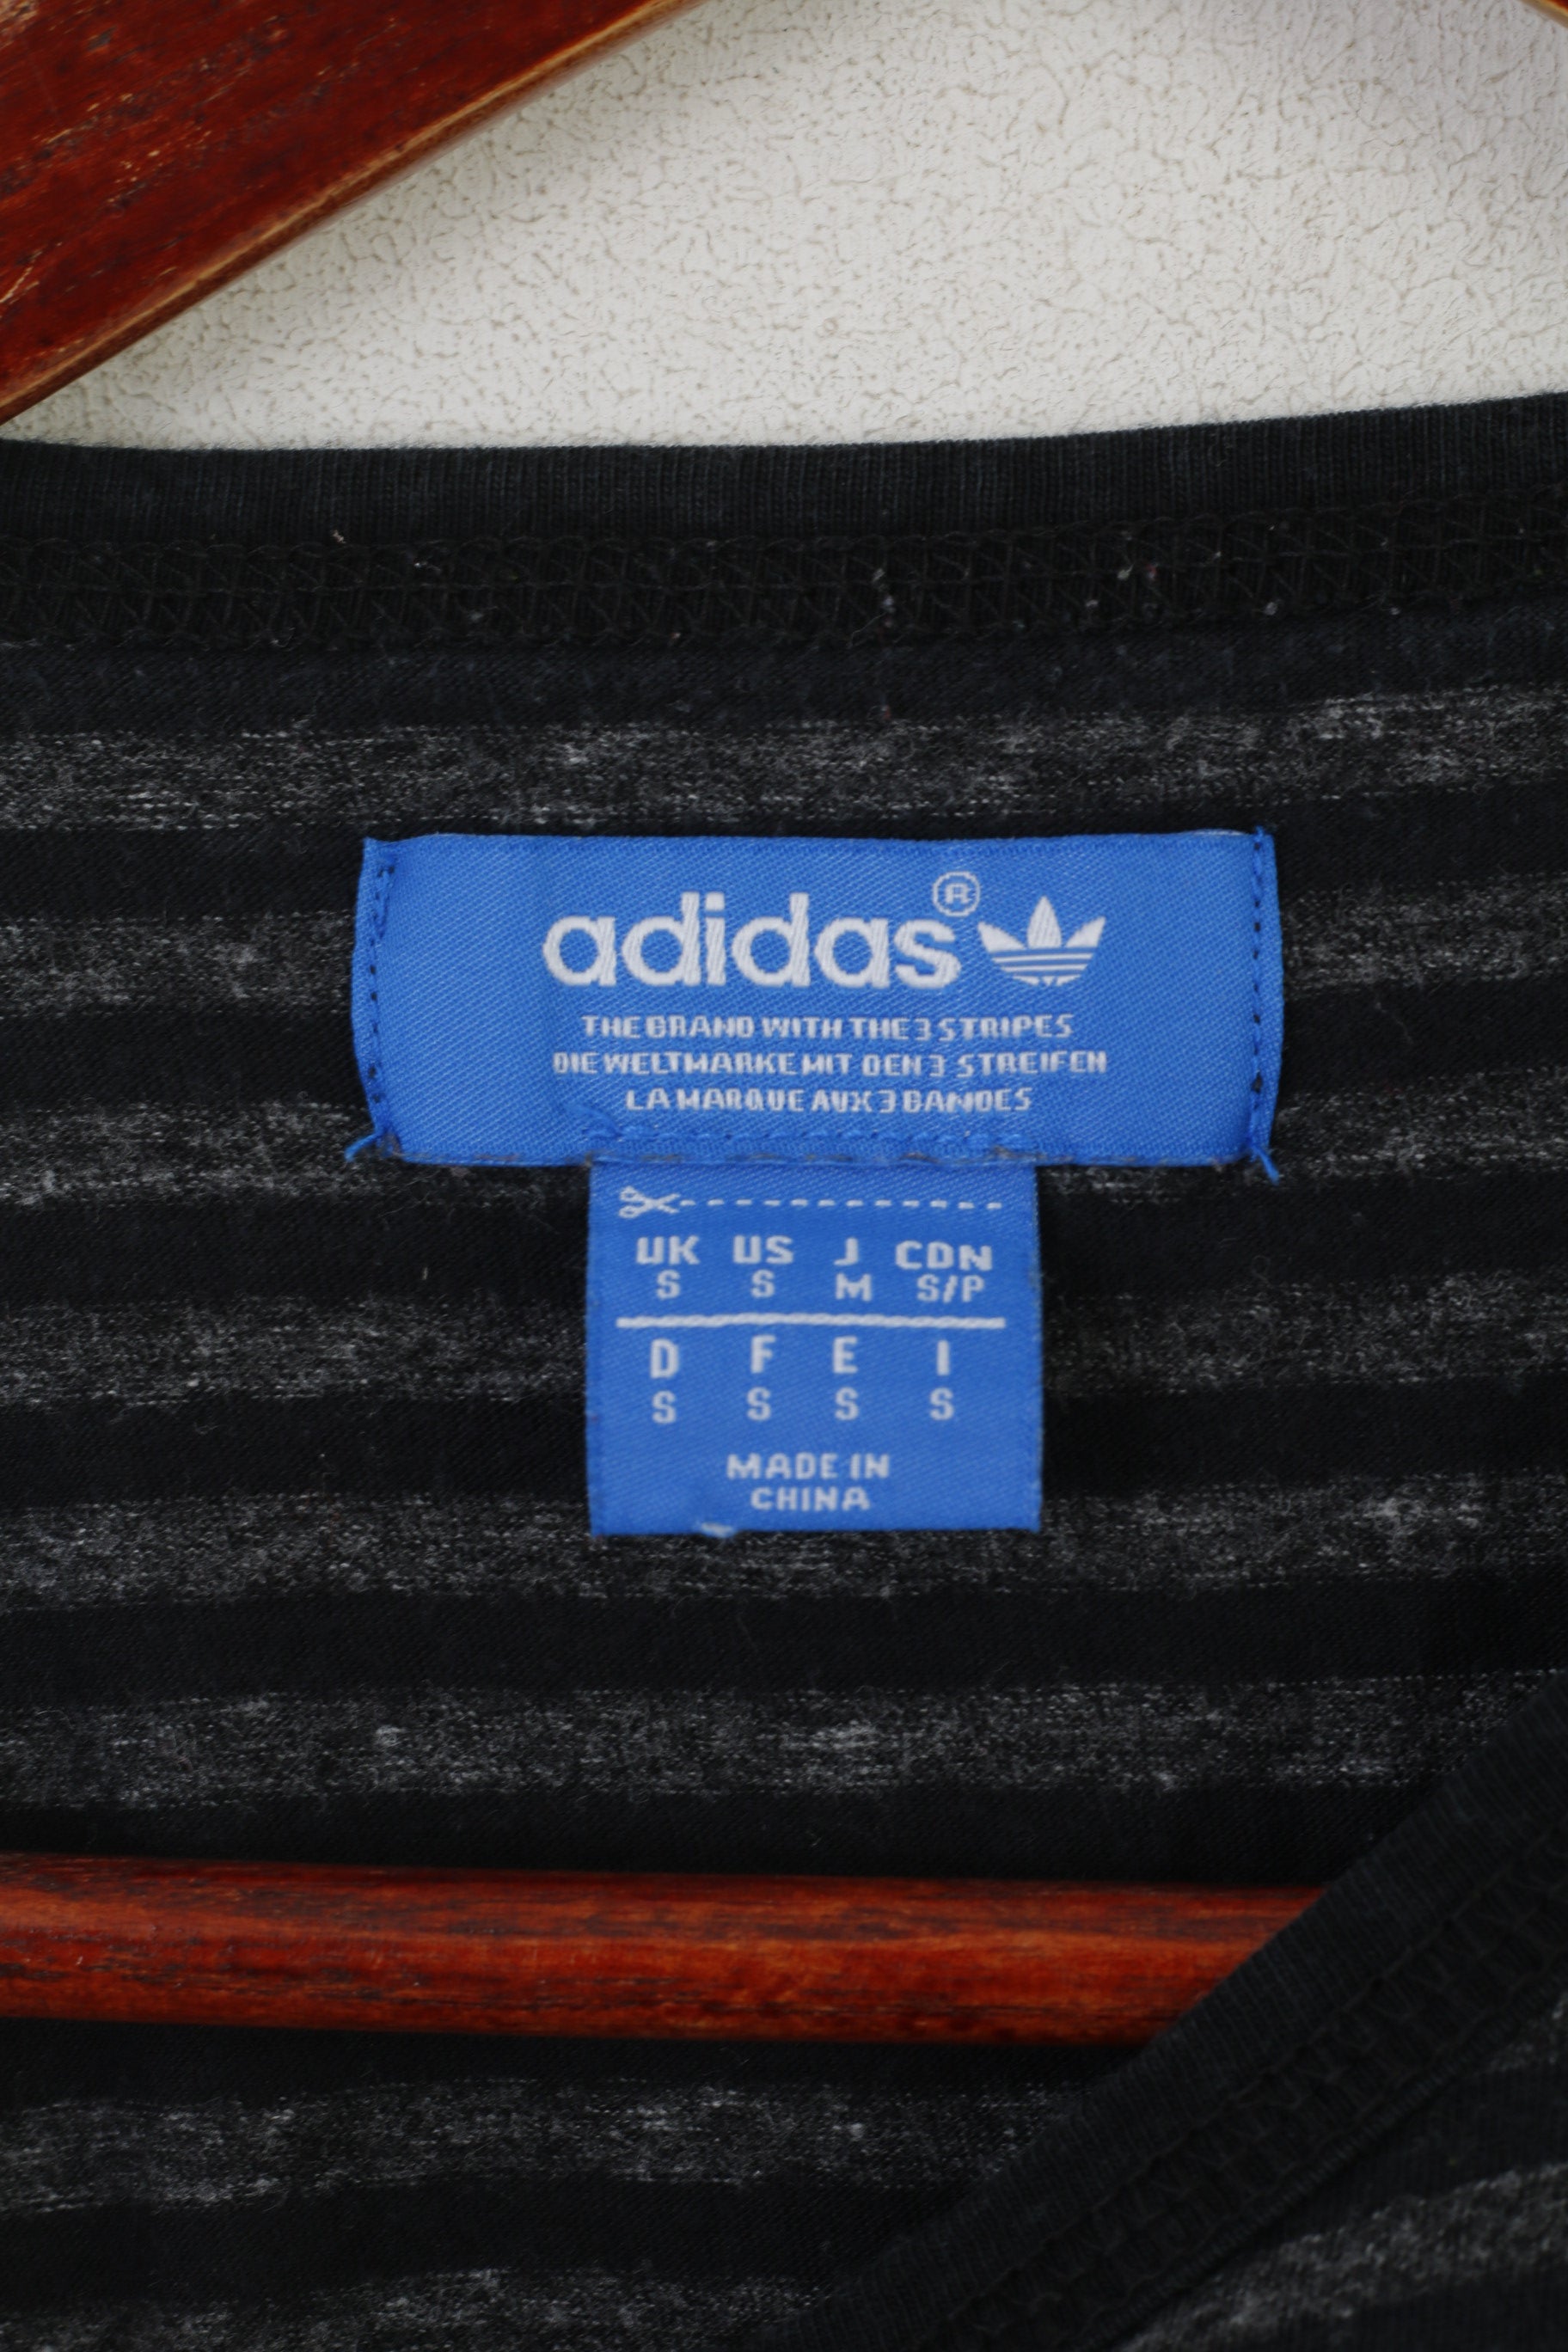 adidas®
THE BRAND WITH THE 3 STRIPES
DIE WELTMARKE MIT DEN 3 STREIFEN
LA MARQUE AUX 3 BANDES
UK US J CDN
S S M S/P
D F E I
S S S S
MADE IN
CHINA